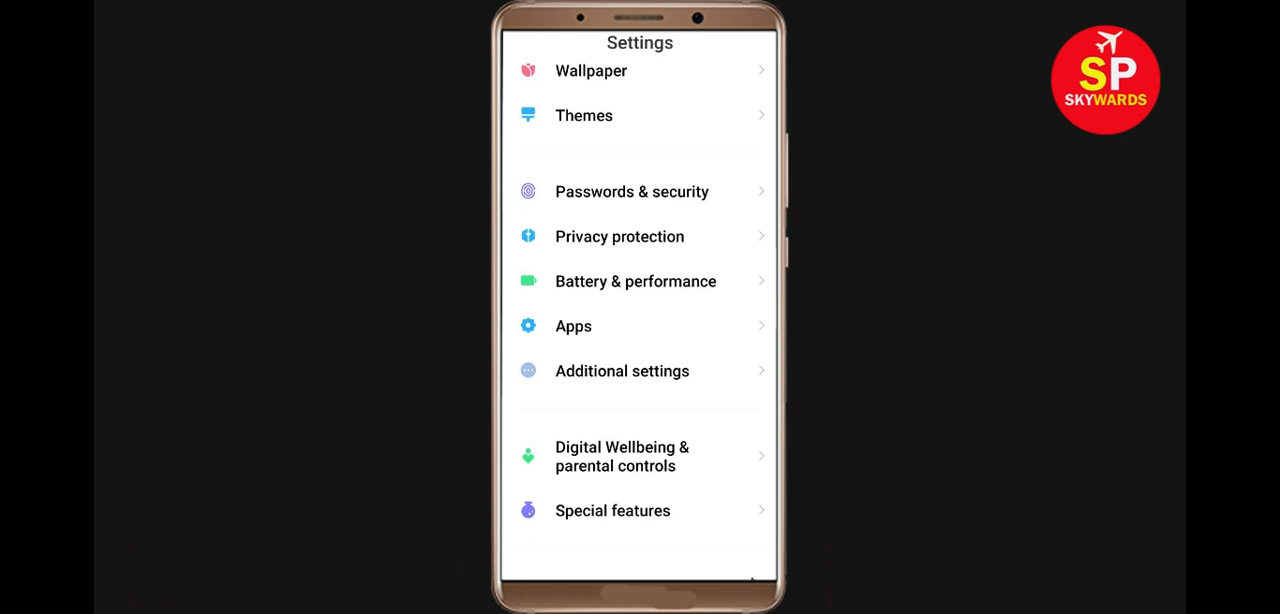 Settings
Wallpaper
Themes
Passwords & security
Privacy protection
Battery & performance
Apps
Additional settings
Digital Wellbeing &
parental controls
Special features
SP
SKYWARDS